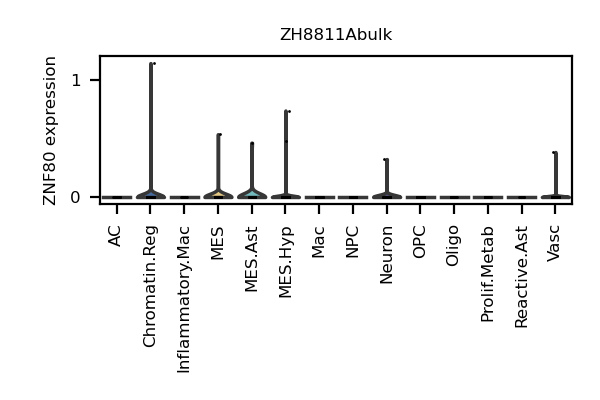 ZH8811Abulk
ZNF80 expression
1
0
AC
Chromatin.Reg
Inflammatory.Mac
MES
MES.Ast
MES.Hyp
Mac
NPC
Neuron
OPC
Oligo
Prolif.Metab
Reactive.Ast
Vasc